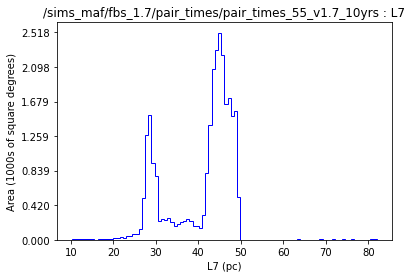 /sims_maf/fbs_1.7/pair_times/pair_times_55_v1.7_10yrs : L7
2.518
2.098
1.679
1.259
0.839
0.420
0.000
Area (1000s of square degrees)
10 20 30 40 50 60 70 80
L7 (pc)